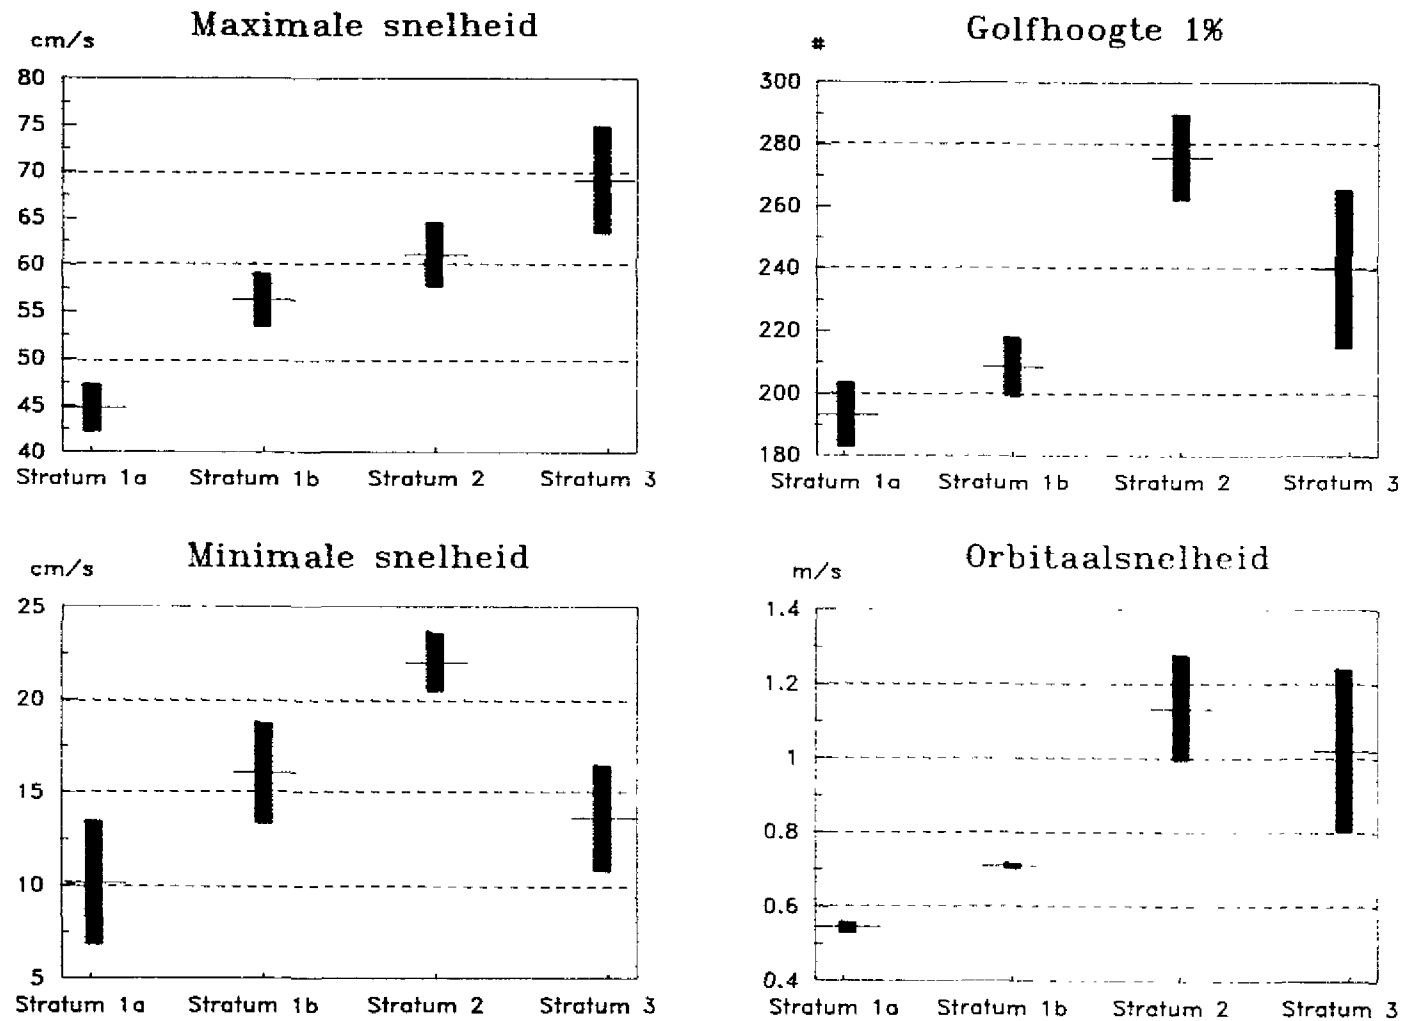 Maximale snelheid
cm/s
80
75
70
65
60
55
50
45
40
Stratum 1a Stratum 1b Stratum 2 Stratum 3
Golfhoogte 1%
#
300
280
260
240
220
200
180
Stratum 1a Stratum 1b Stratum 2 Stratum 3
Minimale snelheid
cm/s
25
20
15
10
5
Stratum 1a Stratum 1b Stratum 2 Stratum 3
Orbitaalsnelheid
m/s
1.4
1.2
1
0.8
0.6
0.4
Stratum 1a Stratum 1b Stratum 2 Stratum 3